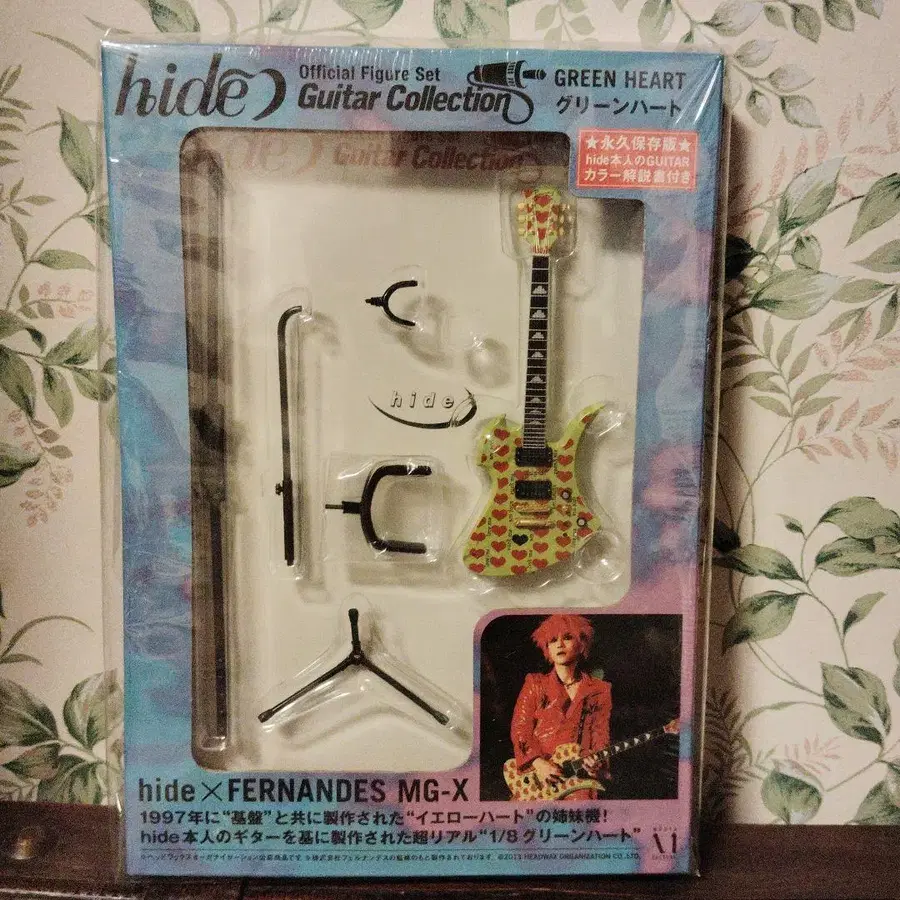 hide
Official Figure Set
Guitar Collection
GREEN HEART
グリーンハート
★永久保存版★
hide本人のGUITAR
カラー解説書付き
hide
Guitar Collection
hide
hide×FERNANDES MG-X
1997年に“基盤”と共に製作された“イエローハート”の姉妹機!
hide本人のギターを基に製作された超リアル“1/8 グリーンハート”